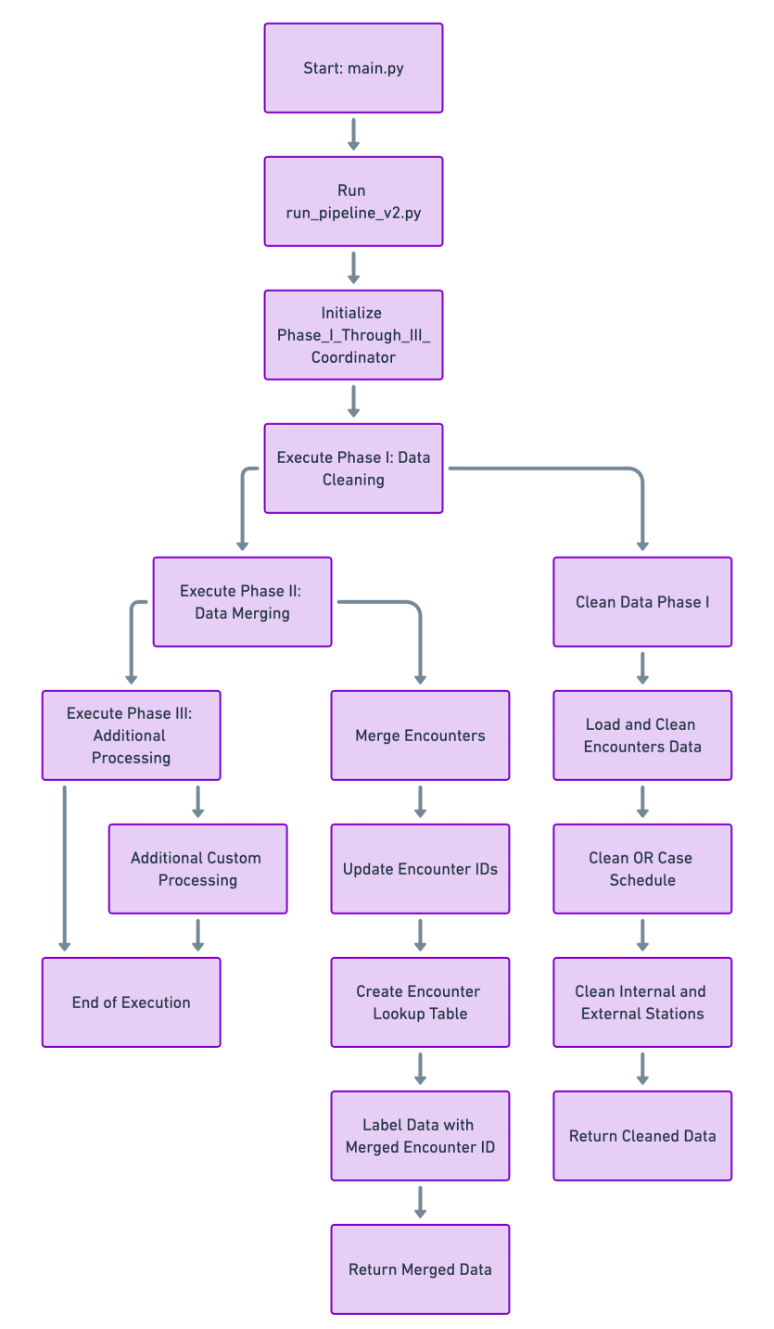 Start: main.py
Run
run_pipeline_v2.py
Initialize
Phase_I_Through_III_
Coordinator
Execute Phase I: Data
Cleaning
Execute Phase II:
Data Merging
Clean Data Phase I
Execute Phase III:
Additional
Processing
Merge Encounters
Load and Clean
Encounters Data
Additional Custom
Processing
Update Encounter IDs
Clean OR Case
Schedule
End of Execution
Create Encounter
Lookup Table
Clean Internal and
External Stations
Label Data with
Merged Encounter ID
Return Cleaned Data
Return Merged Data